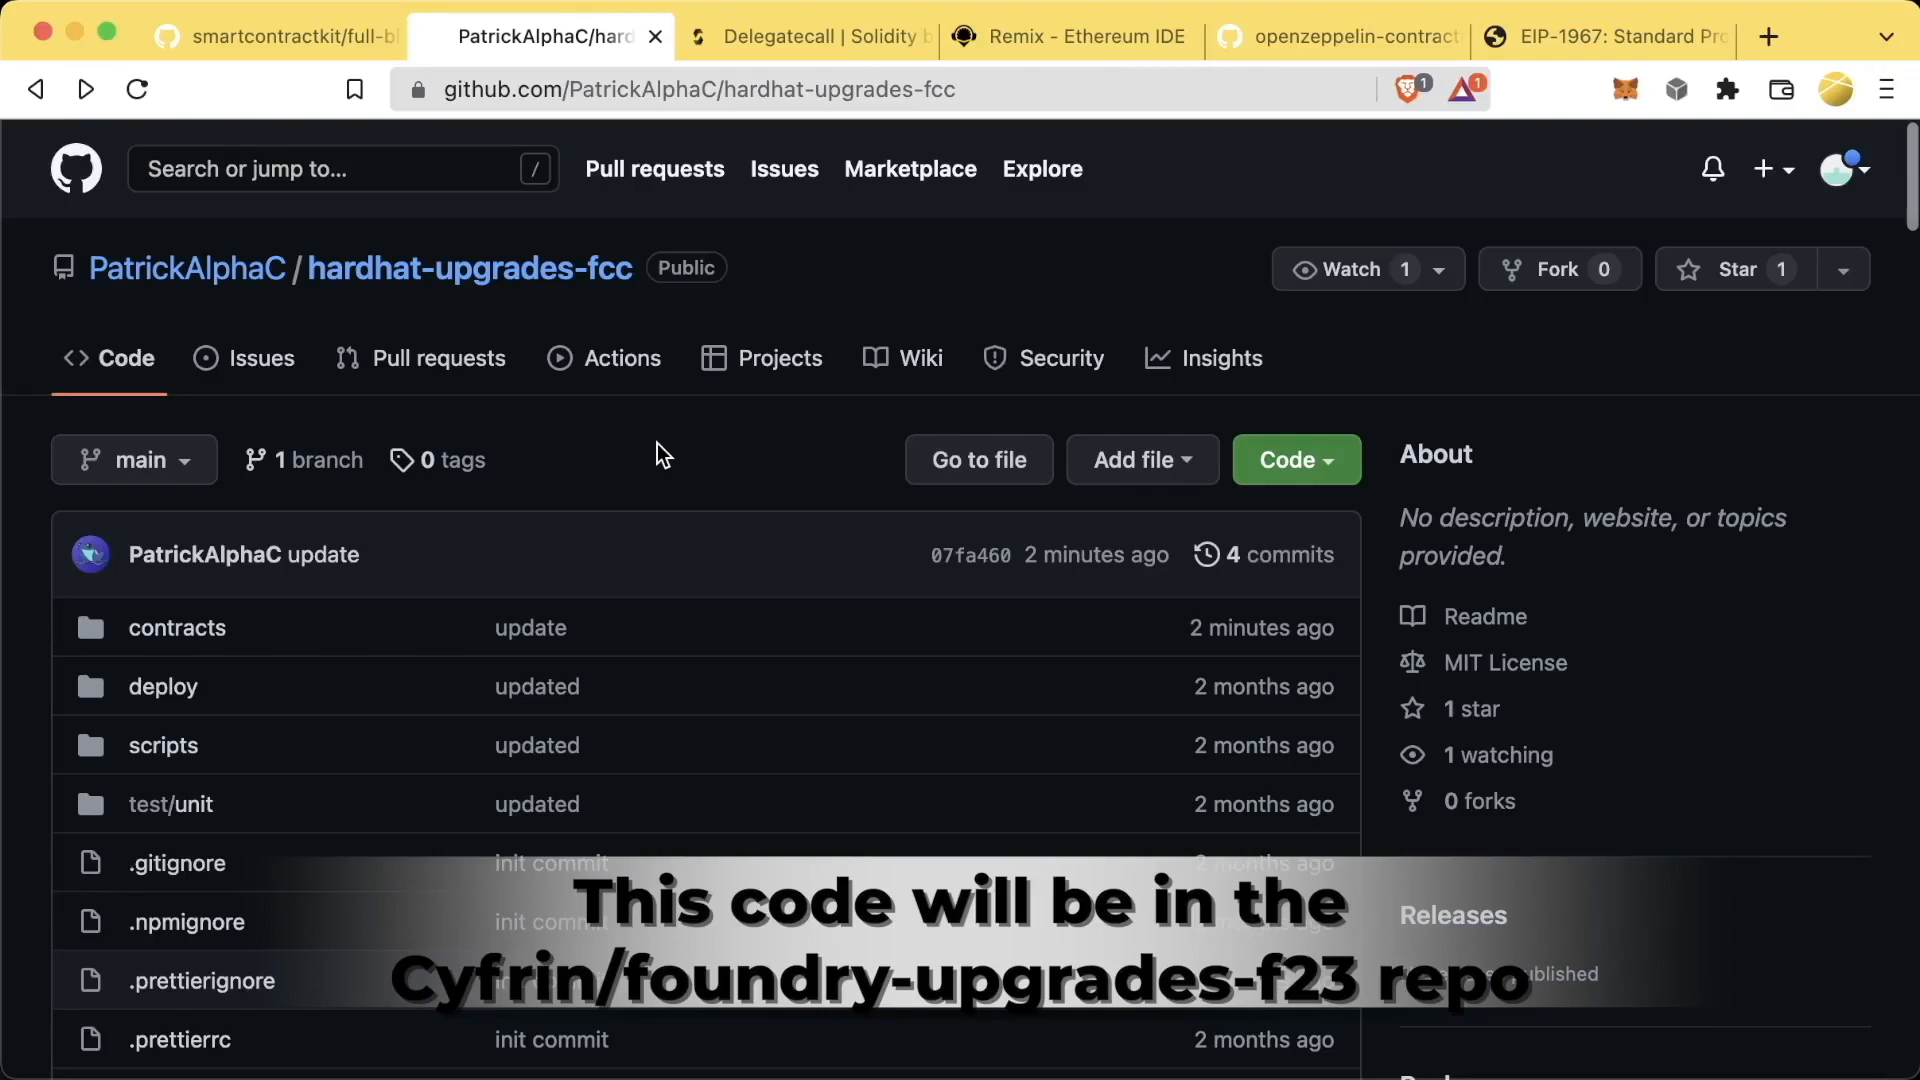 smartcontractkit/full-bl
PatrickAlphaC/hard
Delegatecall | Solidity b
Remix - Ethereum IDE
openzeppelin-contract
EIP-1967: Standard Pro
github.com/PatrickAlphaC/hardhat-upgrades-fcc
1
1
Search or jump to...
/
Pull requests
Issues
Marketplace
Explore
PatrickAlphaC / hardhat-upgrades-fcc
Public
Watch 1
Fork 0
Star 1
Code
Issues
Pull requests
Actions
Projects
Wiki
Security
Insights
main
1 branch
0 tags
Go to file
Add file
Code
PatrickAlphaC update
07fa460 2 minutes ago
4 commits
contracts update 2 minutes ago
deploy updated 2 months ago
scripts updated 2 months ago
test/unit updated 2 months ago
.gitignore init commit 2 months ago
.npmignore init
.prettierignore
.prettierrc init commit 2 months ago
About
No description, website, or topics
provided.
Readme
MIT License
1 star
1 watching
0 forks
Releases
published
This code will be in the
Cyfrin/foundry-upgrades-f23 repo